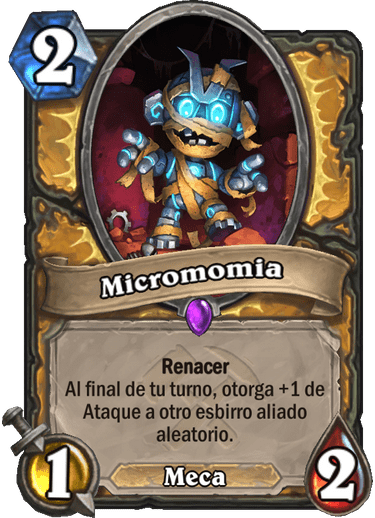 2
Micromomia
Renacer
Al final de tu turno, otorga +1 de
Ataque a otro esbirro aliado
aleatorio.
1
Meca
2